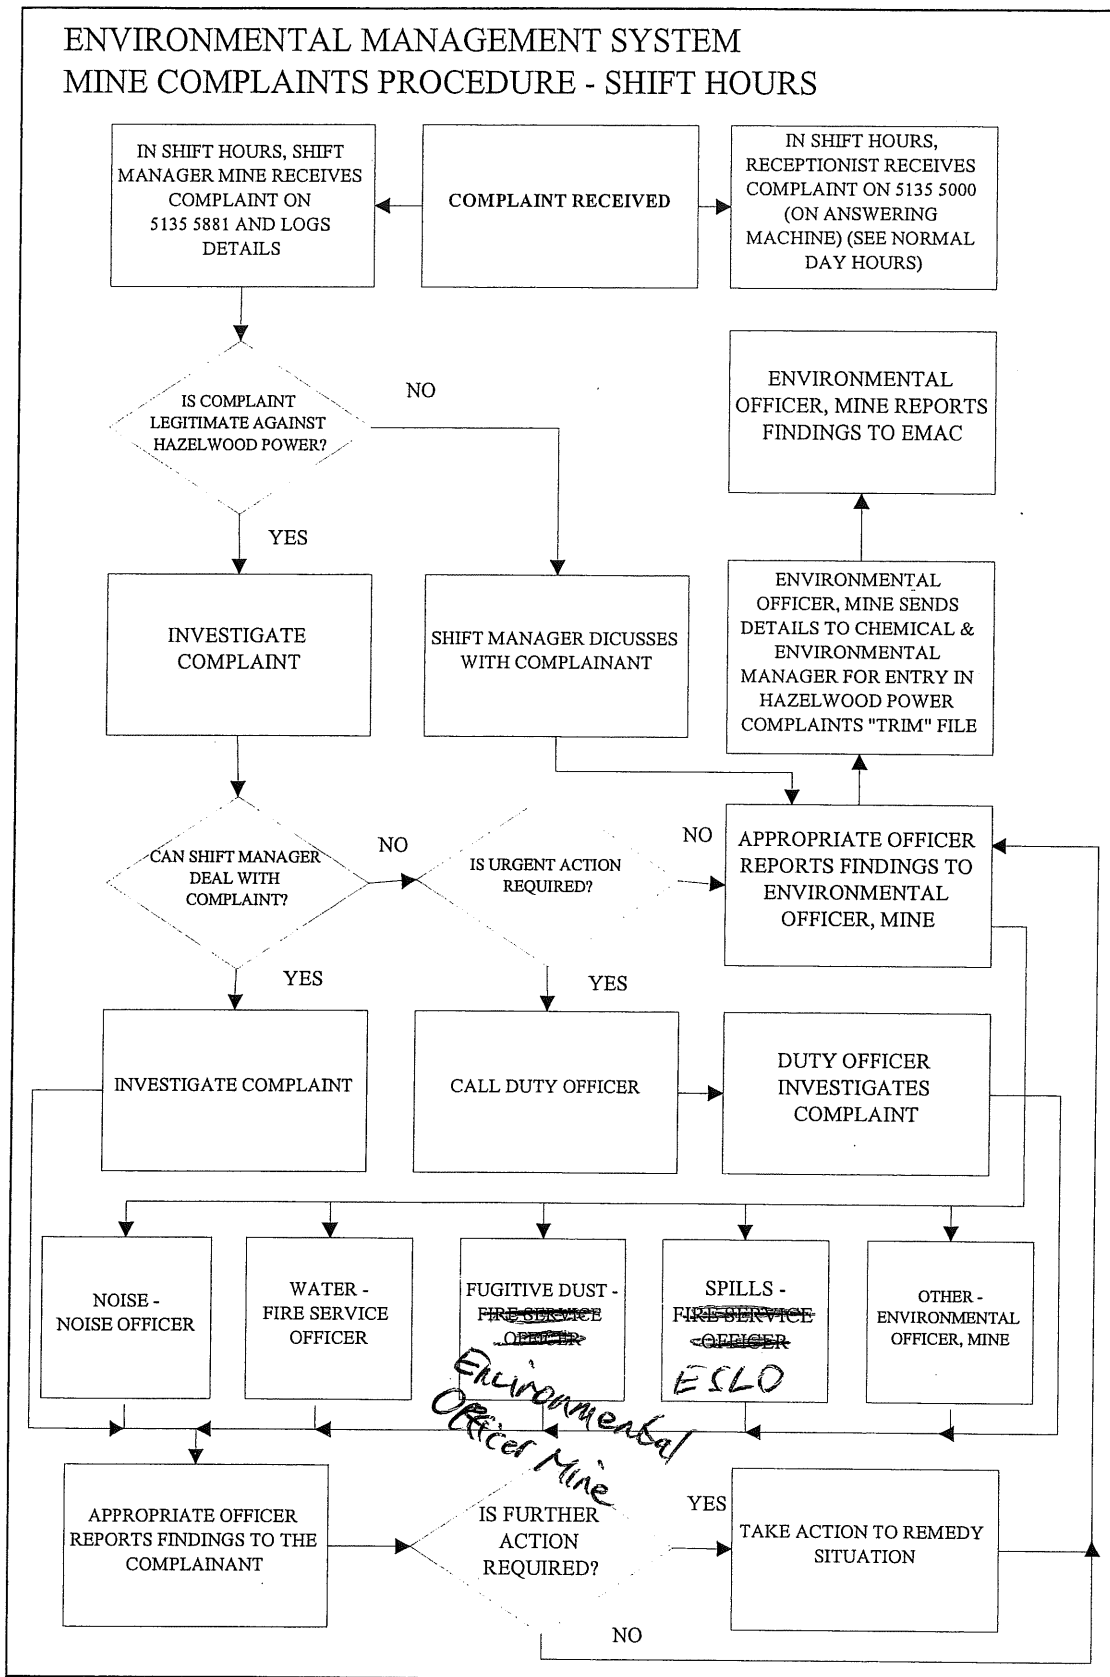 ENVIRONMENTAL MANAGEMENT SYSTEM
MINE COMPLAINTS PROCEDURE - SHIFT HOURS
IN SHIFT HOURS, SHIFT
MANAGER MINE RECEIVES
COMPLAINT ON
5135 5881 AND LOGS
DETAILS
COMPLAINT RECEIVED
IN SHIFT HOURS,
RECEPTIONIST RECEIVES
COMPLAINT ON 5135 5000
(ON ANSWERING
MACHINE) (SEE NORMAL
DAY HOURS)
IS COMPLAINT
LEGITIMATE AGAINST
HAZELWOOD POWER?
NO
YES
ENVIRONMENTAL
OFFICER, MINE REPORTS
FINDINGS TO EMAC
INVESTIGATE
COMPLAINT
SHIFT MANAGER DICUSSES
WITH COMPLAINANT
ENVIRONMENTAL
OFFICER, MINE SENDS
DETAILS TO CHEMICAL &
ENVIRONMENTAL
MANAGER FOR ENTRY IN
HAZELWOOD POWER
COMPLAINTS "TRIM" FILE
CAN SHIFT MANAGER
DEAL WITH
COMPLAINT?
NO
YES
IS URGENT ACTION
REQUIRED?
NO
YES
APPROPRIATE OFFICER
REPORTS FINDINGS TO
ENVIRONMENTAL
OFFICER, MINE
INVESTIGATE COMPLAINT
CALL DUTY OFFICER
DUTY OFFICER
INVESTIGATES
COMPLAINT
NOISE -
NOISE OFFICER
WATER -
FIRE SERVICE
OFFICER
FUGITIVE DUST -
FIRE SERVICE
OFFICER
Environmental
Officer Mine
SPILLS -
FIRE SERVICE
OFFICER
ESLO
OTHER -
ENVIRONMENTAL
OFFICER, MINE
APPROPRIATE OFFICER
REPORTS FINDINGS TO THE
COMPLAINANT
IS FURTHER
ACTION
REQUIRED?
YES
NO
TAKE ACTION TO REMEDY
SITUATION